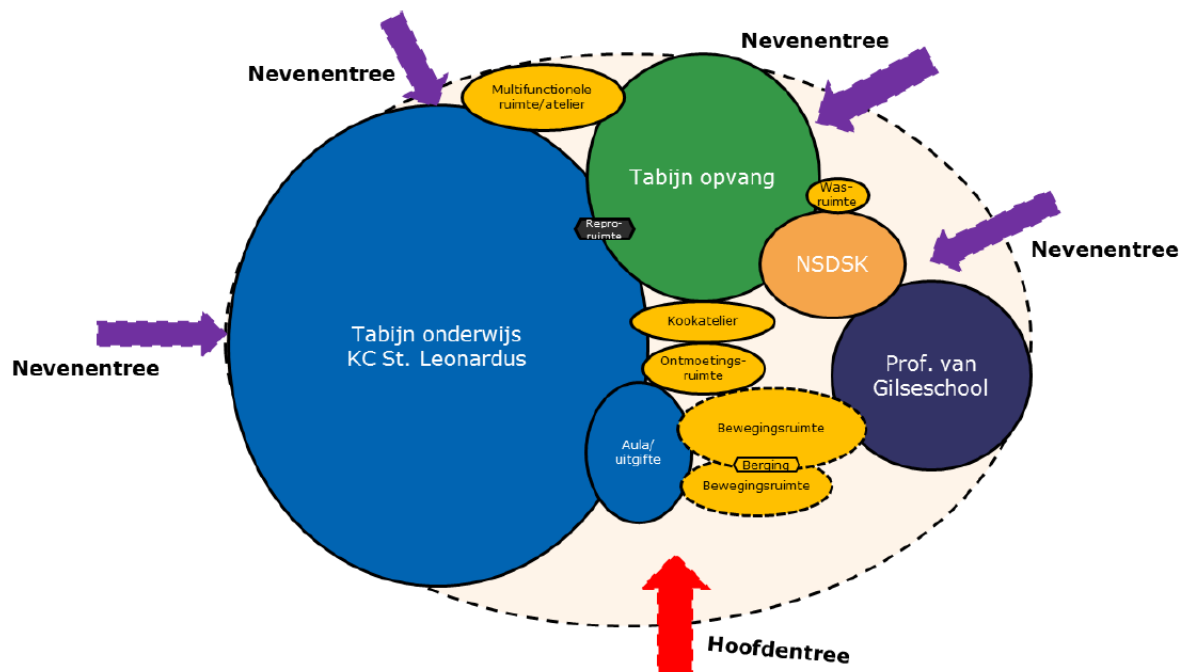 Nevenentree
Nevenentree
Multifunctionele
ruimte/atelier
Tabijn opvang
Was-
ruimte
Repro-
ruimte
NSDSK
Nevenentree
Kookatelier
Tabijn onderwijs
KC St. Leonardus
Ontmoetings-
ruimte
Prof. van
Gilseschool
Nevenentree
Bewegingsruimte
Aula/
uitgifte
Berging
Bewegingsruimte
Hoofdentree